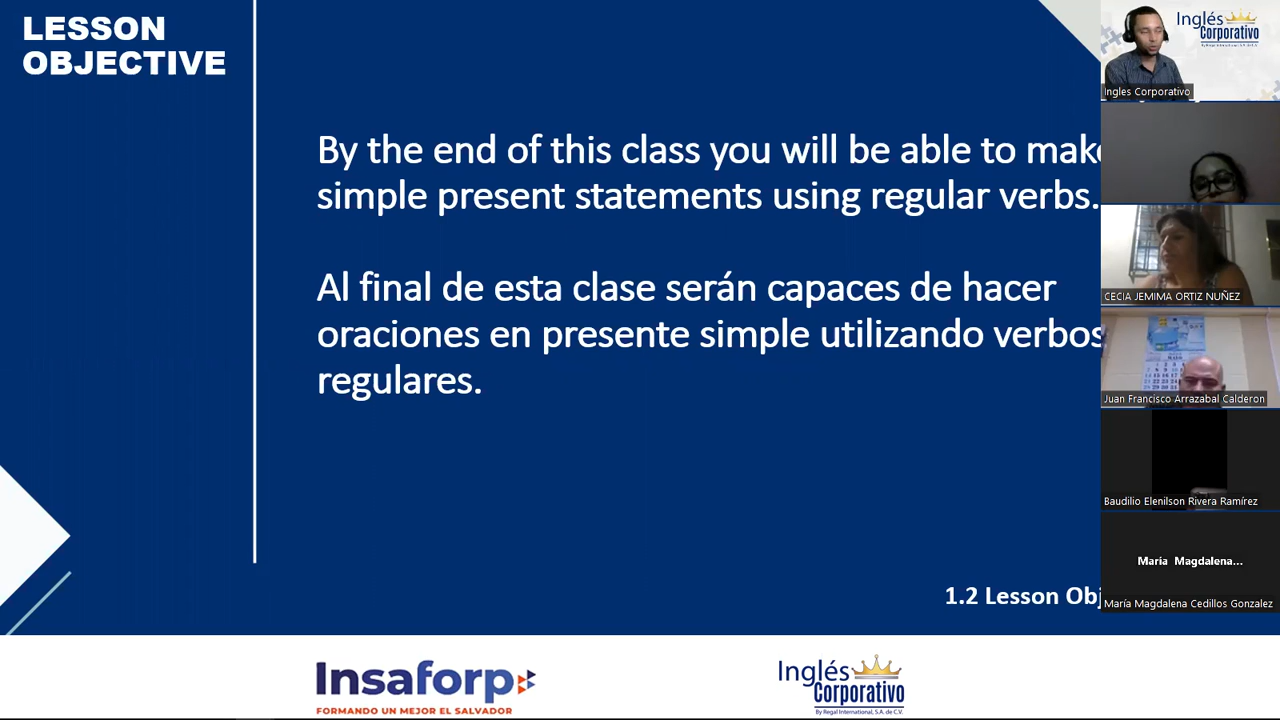 LESSON
OBJECTIVE
By the end of this class you will be able to make
simple present statements using regular verbs.
Al final de esta clase serán capaces de hacer
oraciones en presente simple utilizando verbos
regulares.
1.2 Lesson Obj
Insaforp
FORMANDO UN MEJOR EL SALVADOR
Inglés
Corporativo
By Regal International, S.A. de C.V.
Inglés
Corporativo
Ingles Corporativo
CECIA JEMIMA ORTIZ NUÑEZ
Juan Francisco Arrazabal Calderon
Baudilio Elenilson Rivera Ramírez
María Magdalena...
María Magdalena Cedillos Gonzalez